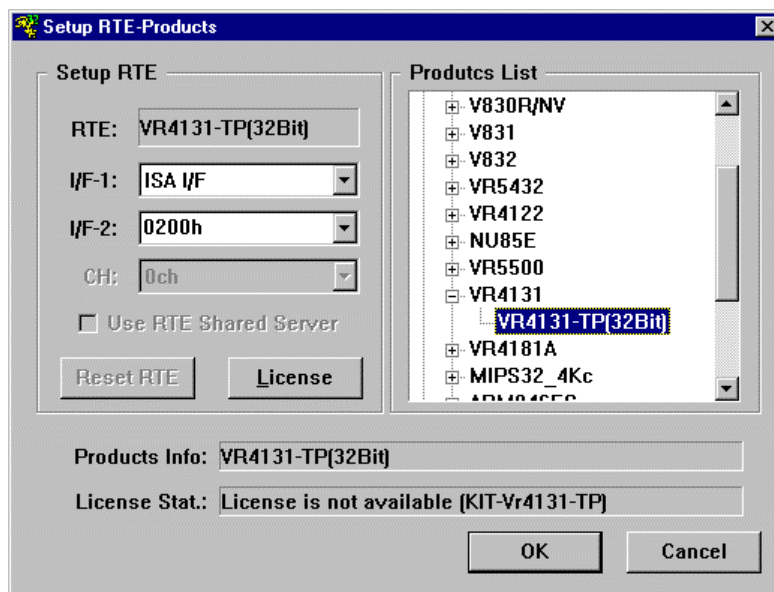 Setup RTE-Products
Setup RTE
RTE: VR4131-TP(32Bit)
I/F-1: ISA I/F
I/F-2: 0200h
CH: 0ch
Use RTE Shared Server
Reset RTE
License
Produtcs List
V830R/NV
V831
V832
VR5432
VR4122
NU85E
VR5500
VR4131
VR4131-TP(32Bit)
VR4181A
MIPS32_4Kc
Products Info: VR4131-TP(32Bit)
License Stat.: License is not available (KIT-Vr4131-TP)
OK
Cancel